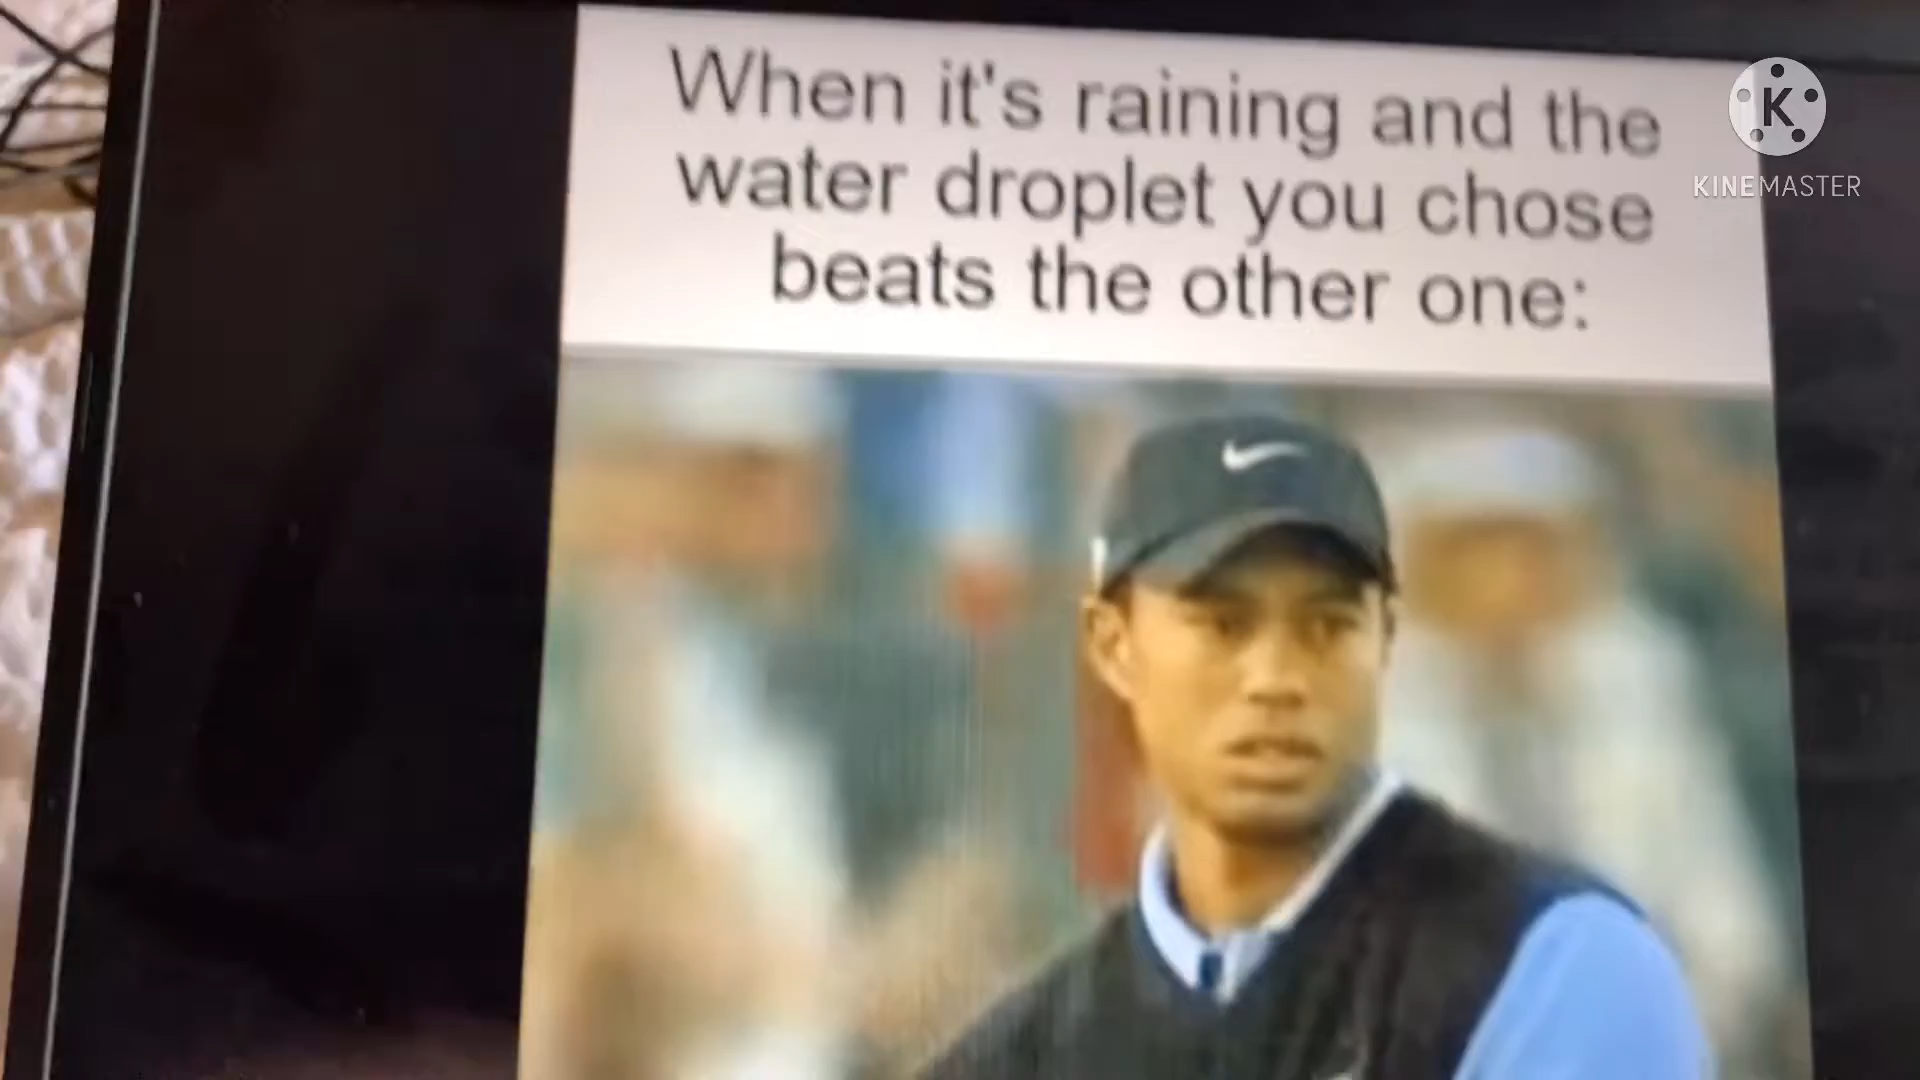 When it's raining and the
water droplet you chose
beats the other one:
K
KINEMASTER